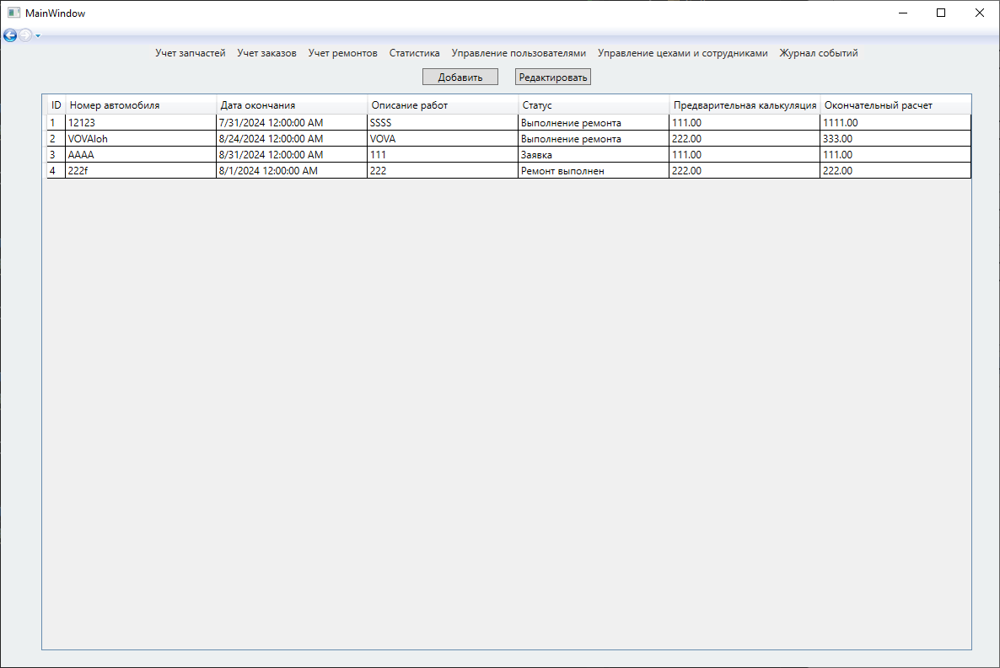 MainWindow
Учет запчастей Учет заказов Учет ремонтов Статистика Управление пользователями Управление цехами и сотрудниками Журнал событий
Добавить Редактировать
ID Номер автомобиля Дата окончания Описание работ Статус Предварительная калькуляция Окончательный расчет
1 12123 7/31/2024 12:00:00 AM SSSS Выполнение ремонта 111.00 1111.00
2 VOVAloh 8/24/2024 12:00:00 AM VOVA Выполнение ремонта 222.00 333.00
3 AAAA 8/31/2024 12:00:00 AM 111 Заявка 111.00 111.00
4 222f 8/1/2024 12:00:00 AM 222 Ремонт выполнен 222.00 222.00